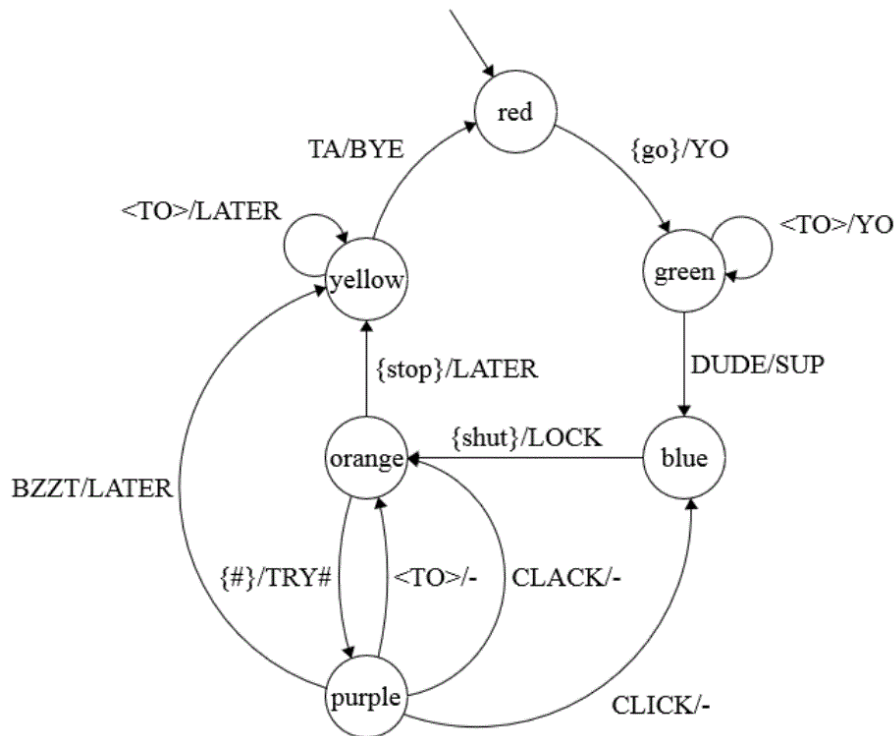 red
TA/BYE
{go}/YO
<TO>/LATER
<TO>/YO
yellow
green
{stop}/LATER
DUDE/SUP
{shut}/LOCK
orange
blue
BZZT/LATER
{#}/TRY#
<TO>/-
CLACK/-
purple
CLICK/-